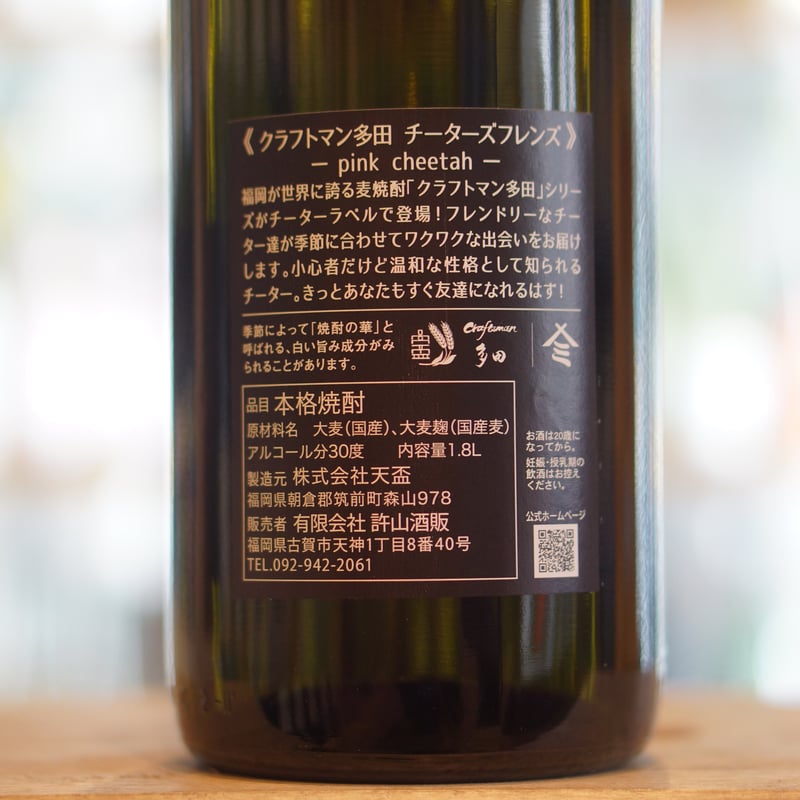 《クラフトマン多田 チーターズフレンズ》
― pink cheetah ―
福岡が世界に誇る麦焼酎「クラフトマン多田」シリー
ズがチーターラベルで登場！フレンドリーなチー
ター達が季節に合わせてワクワクな出会いをお届け
します。小心者だけど温和な性格として知られる
チーター。きっとあなたもすぐ友達になれるはず！
季節によって「焼酎の華」と
呼ばれる、白い旨み成分がみ
られることがあります。
Craftsman
多田
品目 本格焼酎
原材料名 大麦（国産）、大麦麹（国産麦）
アルコール分30度 内容量1.8L
製造元 株式会社天盃
福岡県朝倉郡筑前町森山978
販売者 有限会社 許山酒販
福岡県古賀市天神1丁目8番40号
TEL.092-942-2061
お酒は20歳に
なってから。
妊娠・授乳期の
飲酒はお控え
ください。
公式ホームページ